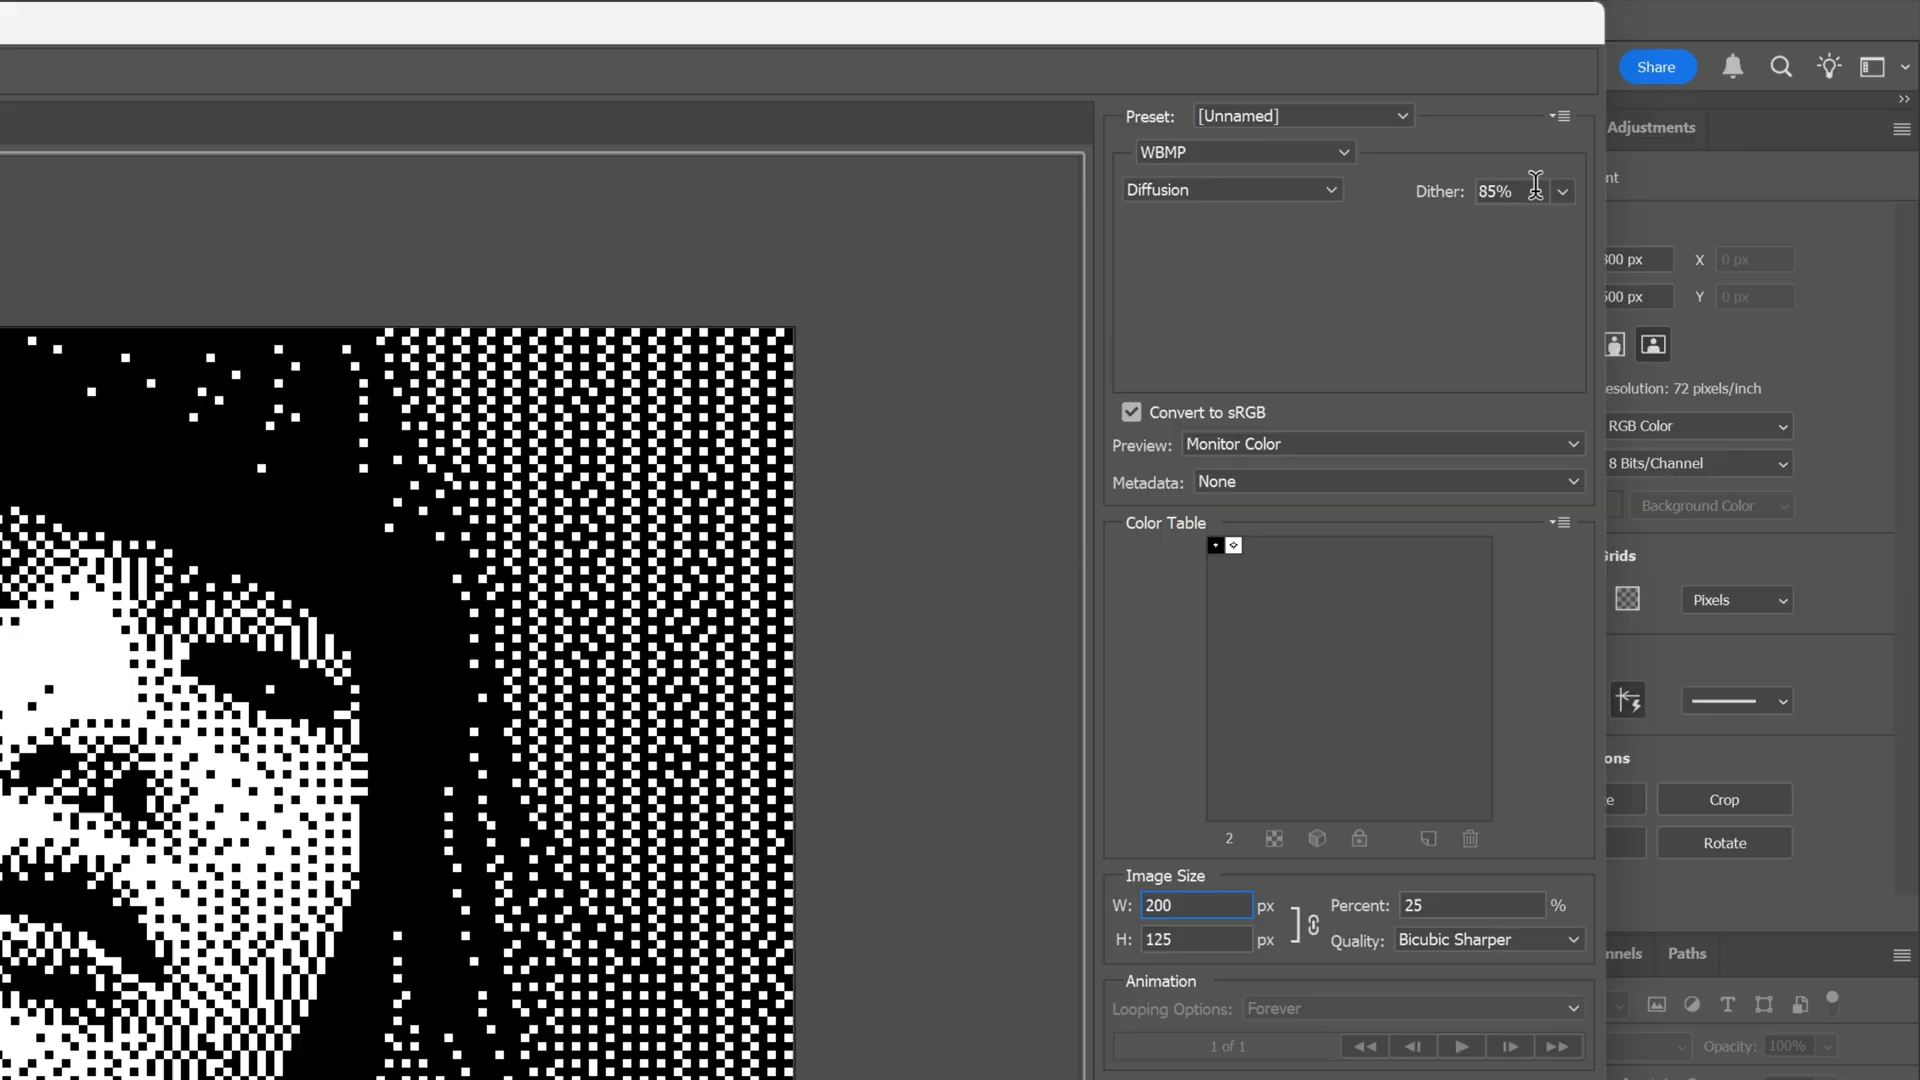 Share
Preset: [Unnamed]
Adjustments
WBMP
nt
Diffusion
Dither: 85%
300 px X 0 px
500 px Y 0 px
esolution: 72 pixels/inch
Convert to sRGB
RGB Color
Preview: Monitor Color
8 Bits/Channel
Metadata: None
Background Color
Color Table
Grids
Pixels
ons
e Crop
2
Rotate
Image Size
W: 200 px Percent: 25 %
H: 125 px Quality: Bicubic Sharper
nnels Paths
Animation
Looping Options: Forever
1 of 1
Opacity: 100%